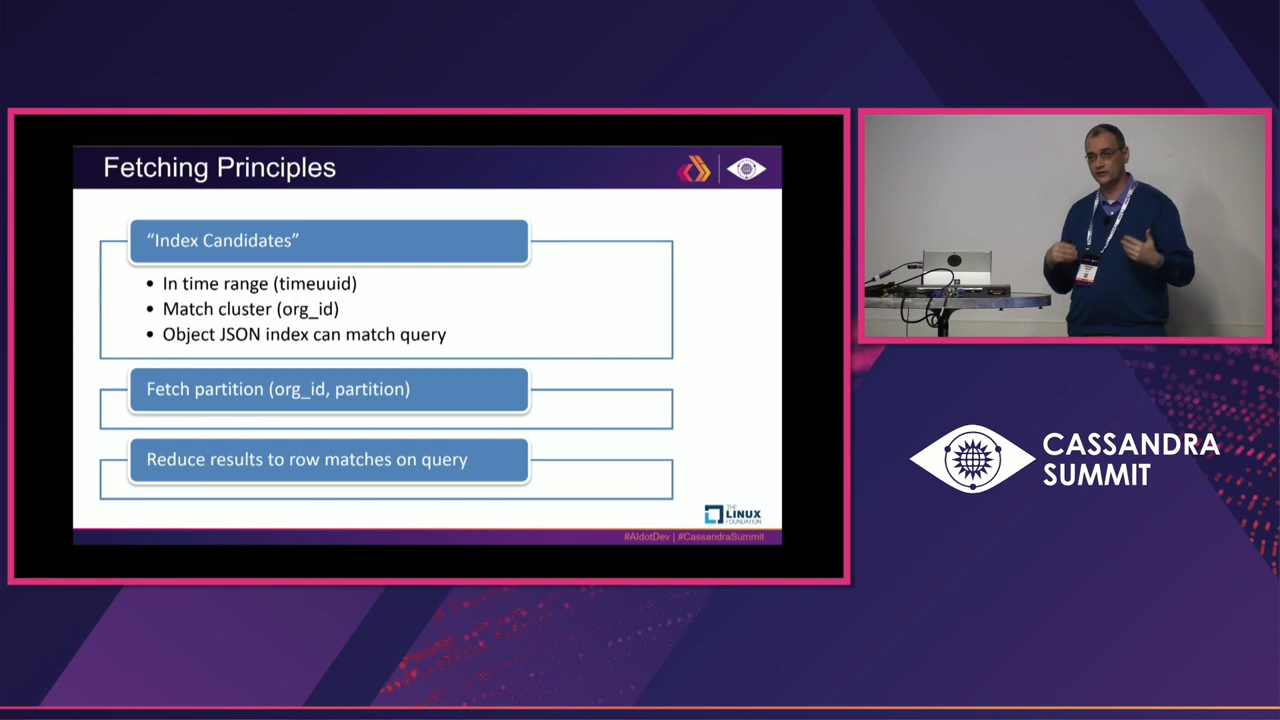 Fetching Principles
“Index Candidates”
• In time range (timeuuid)
• Match cluster (org_id)
• Object JSON index can match query
Fetch partition (org_id, partition)
Reduce results to row matches on query
THE
LINUX
FOUNDATION
#AIdotDev | #CassandraSummit
CASSANDRA
SUMMIT